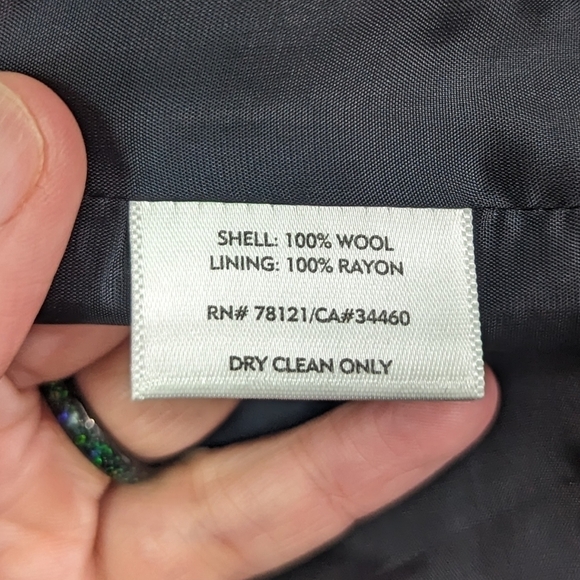 SHELL: 100% WOOL
LINING: 100% RAYON
RN# 78121/CA#34460
DRY CLEAN ONLY